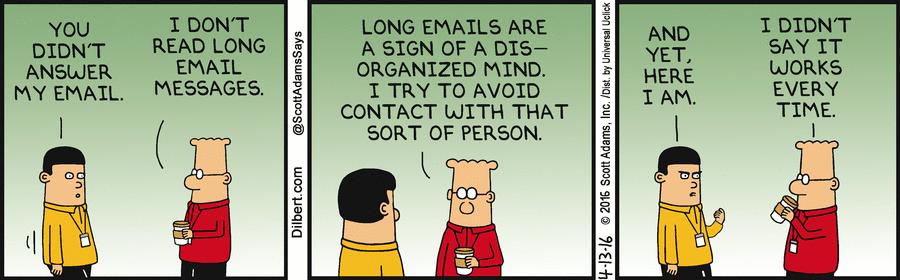 YOU
DIDN'T
ANSWER
MY EMAIL.
I DON'T
READ LONG
EMAIL
MESSAGES.
Dilbert.com @ScottAdamsSays
LONG EMAILS ARE
A SIGN OF A DIS-
ORGANIZED MIND.
I TRY TO AVOID
CONTACT WITH THAT
SORT OF PERSON.
4-13-16 © 2016 Scott Adams, Inc. /Dist. by Universal Uclick
AND
YET,
HERE
I AM.
I DIDN'T
SAY IT
WORKS
EVERY
TIME.